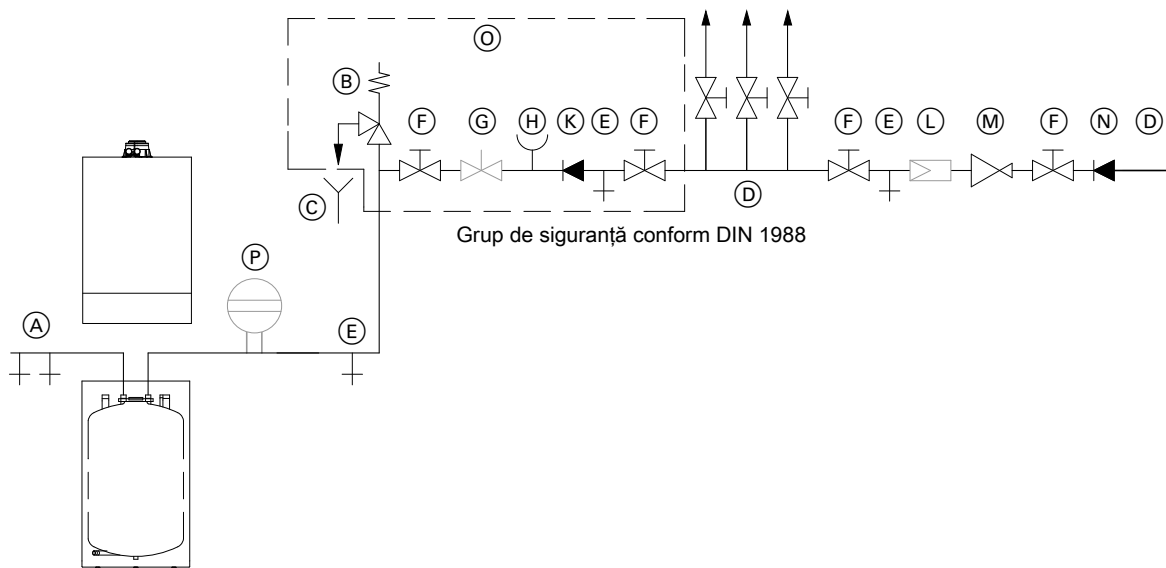 O
B
F G H K E F F E L M F N D
C
D
Grup de siguranță conform DIN 1988
P
A
E